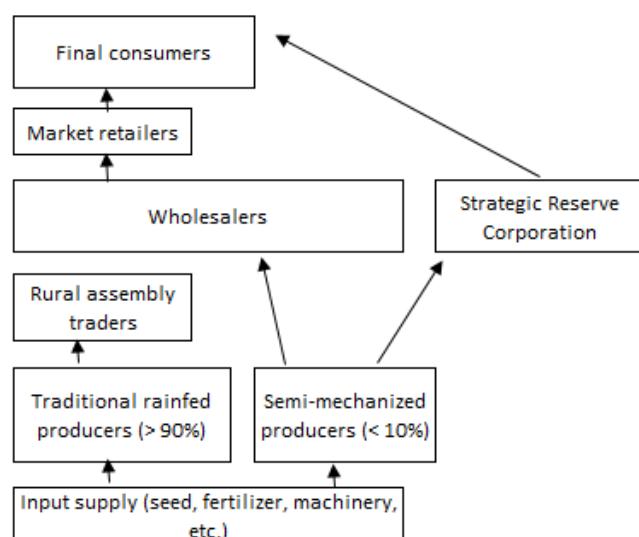 Final consumers
Market retailers
Wholesalers
Strategic Reserve
Corporation
Rural assembly
traders
Traditional rainfed
producers (> 90%)
Semi-mechanized
producers (< 10%)
Input supply (seed, fertilizer, machinery,
etc.)